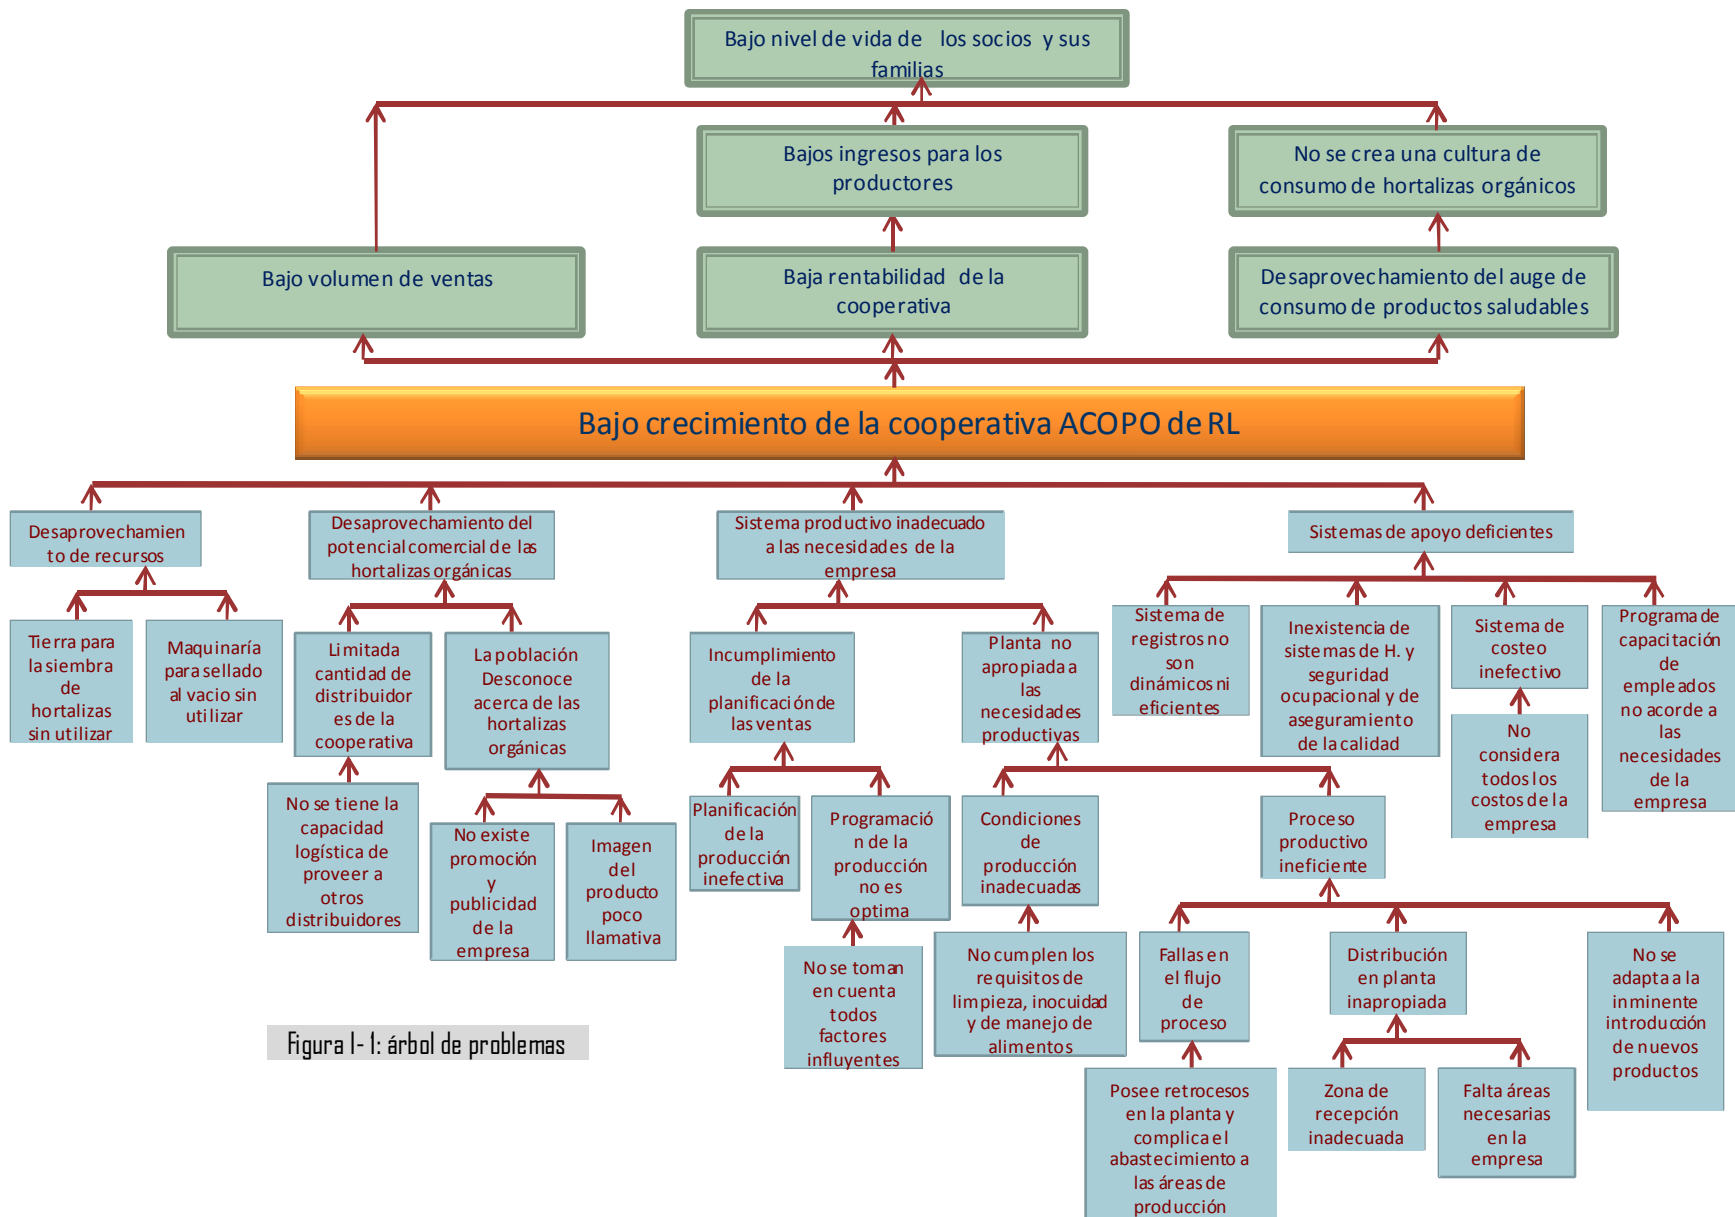 Bajo nivel de vida de los socios y sus
familias
Bajos ingresos para los
productores
No se crea una cultura de
consumo de hortalizas orgánicos
Bajo volumen de ventas
Baja rentabilidad de la
cooperativa
Desaprovechamiento del auge de
consumo de productos saludables
Bajo crecimiento de la cooperativa ACOPO de RL
Desaprovechamien
to de recursos
Desaprovechamiento del
potencial comercial de las
hortalizas orgánicas
Sistema productivo inadecuado
a las necesidades de la
empresa
Sistemas de apoyo deficientes
Tierra para
la siembra
de
hortalizas
sin utilizar
Maquinaría
para sellado
al vacio sin
utilizar
Limitada
cantidad de
distribuidor
es de la
cooperativa
La población
Desconoce
acerca de las
hortalizas
orgánicas
Incumplimiento
de la
planificación de
las ventas
Planta no
apropiada a
las
necesidades
productivas
Sistema de
registros no
son
dinámicos ni
eficientes
Inexistencia de
sistemas de H. y
seguridad
ocupacional y de
aseguramiento
de la calidad
Sistema de
costeo
inefectivo
Programa de
capacitación
de
empleados
no acorde a
las
necesidades
de la
empresa
No se tiene la
capacidad
logística de
proveer a
otros
distribuidores
No existe
promoción
y
publicidad
de la
empresa
Imagen
del
producto
poco
llamativa
Planificación
de la
producción
inefectiva
Programació
n de la
producción
no es
optima
Condiciones
de
producción
inadecuadas
Proceso
productivo
ineficiente
No
considera
todos los
costos de la
empresa
No se toman
en cuenta
todos
factores
influyentes
No cumplen los
requisitos de
limpieza, inocuidad
y de manejo de
alimentos
Fallas en
el flujo
de
proceso
Distribución
en planta
inapropiada
No se
adapta a la
inminente
introducción
de nuevos
productos
Posee retrocesos
en la planta y
complica el
abastecimiento a
las áreas de
producción
Zona de
recepción
inadecuada
Falta áreas
necesarias
en la
empresa
Figura I- 1: árbol de problemas